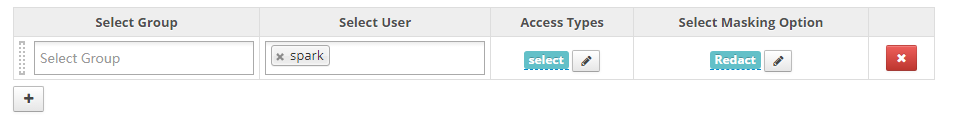 Select Group Select User Access Types Select Masking Option
Select Group × spark select Redact ×
+